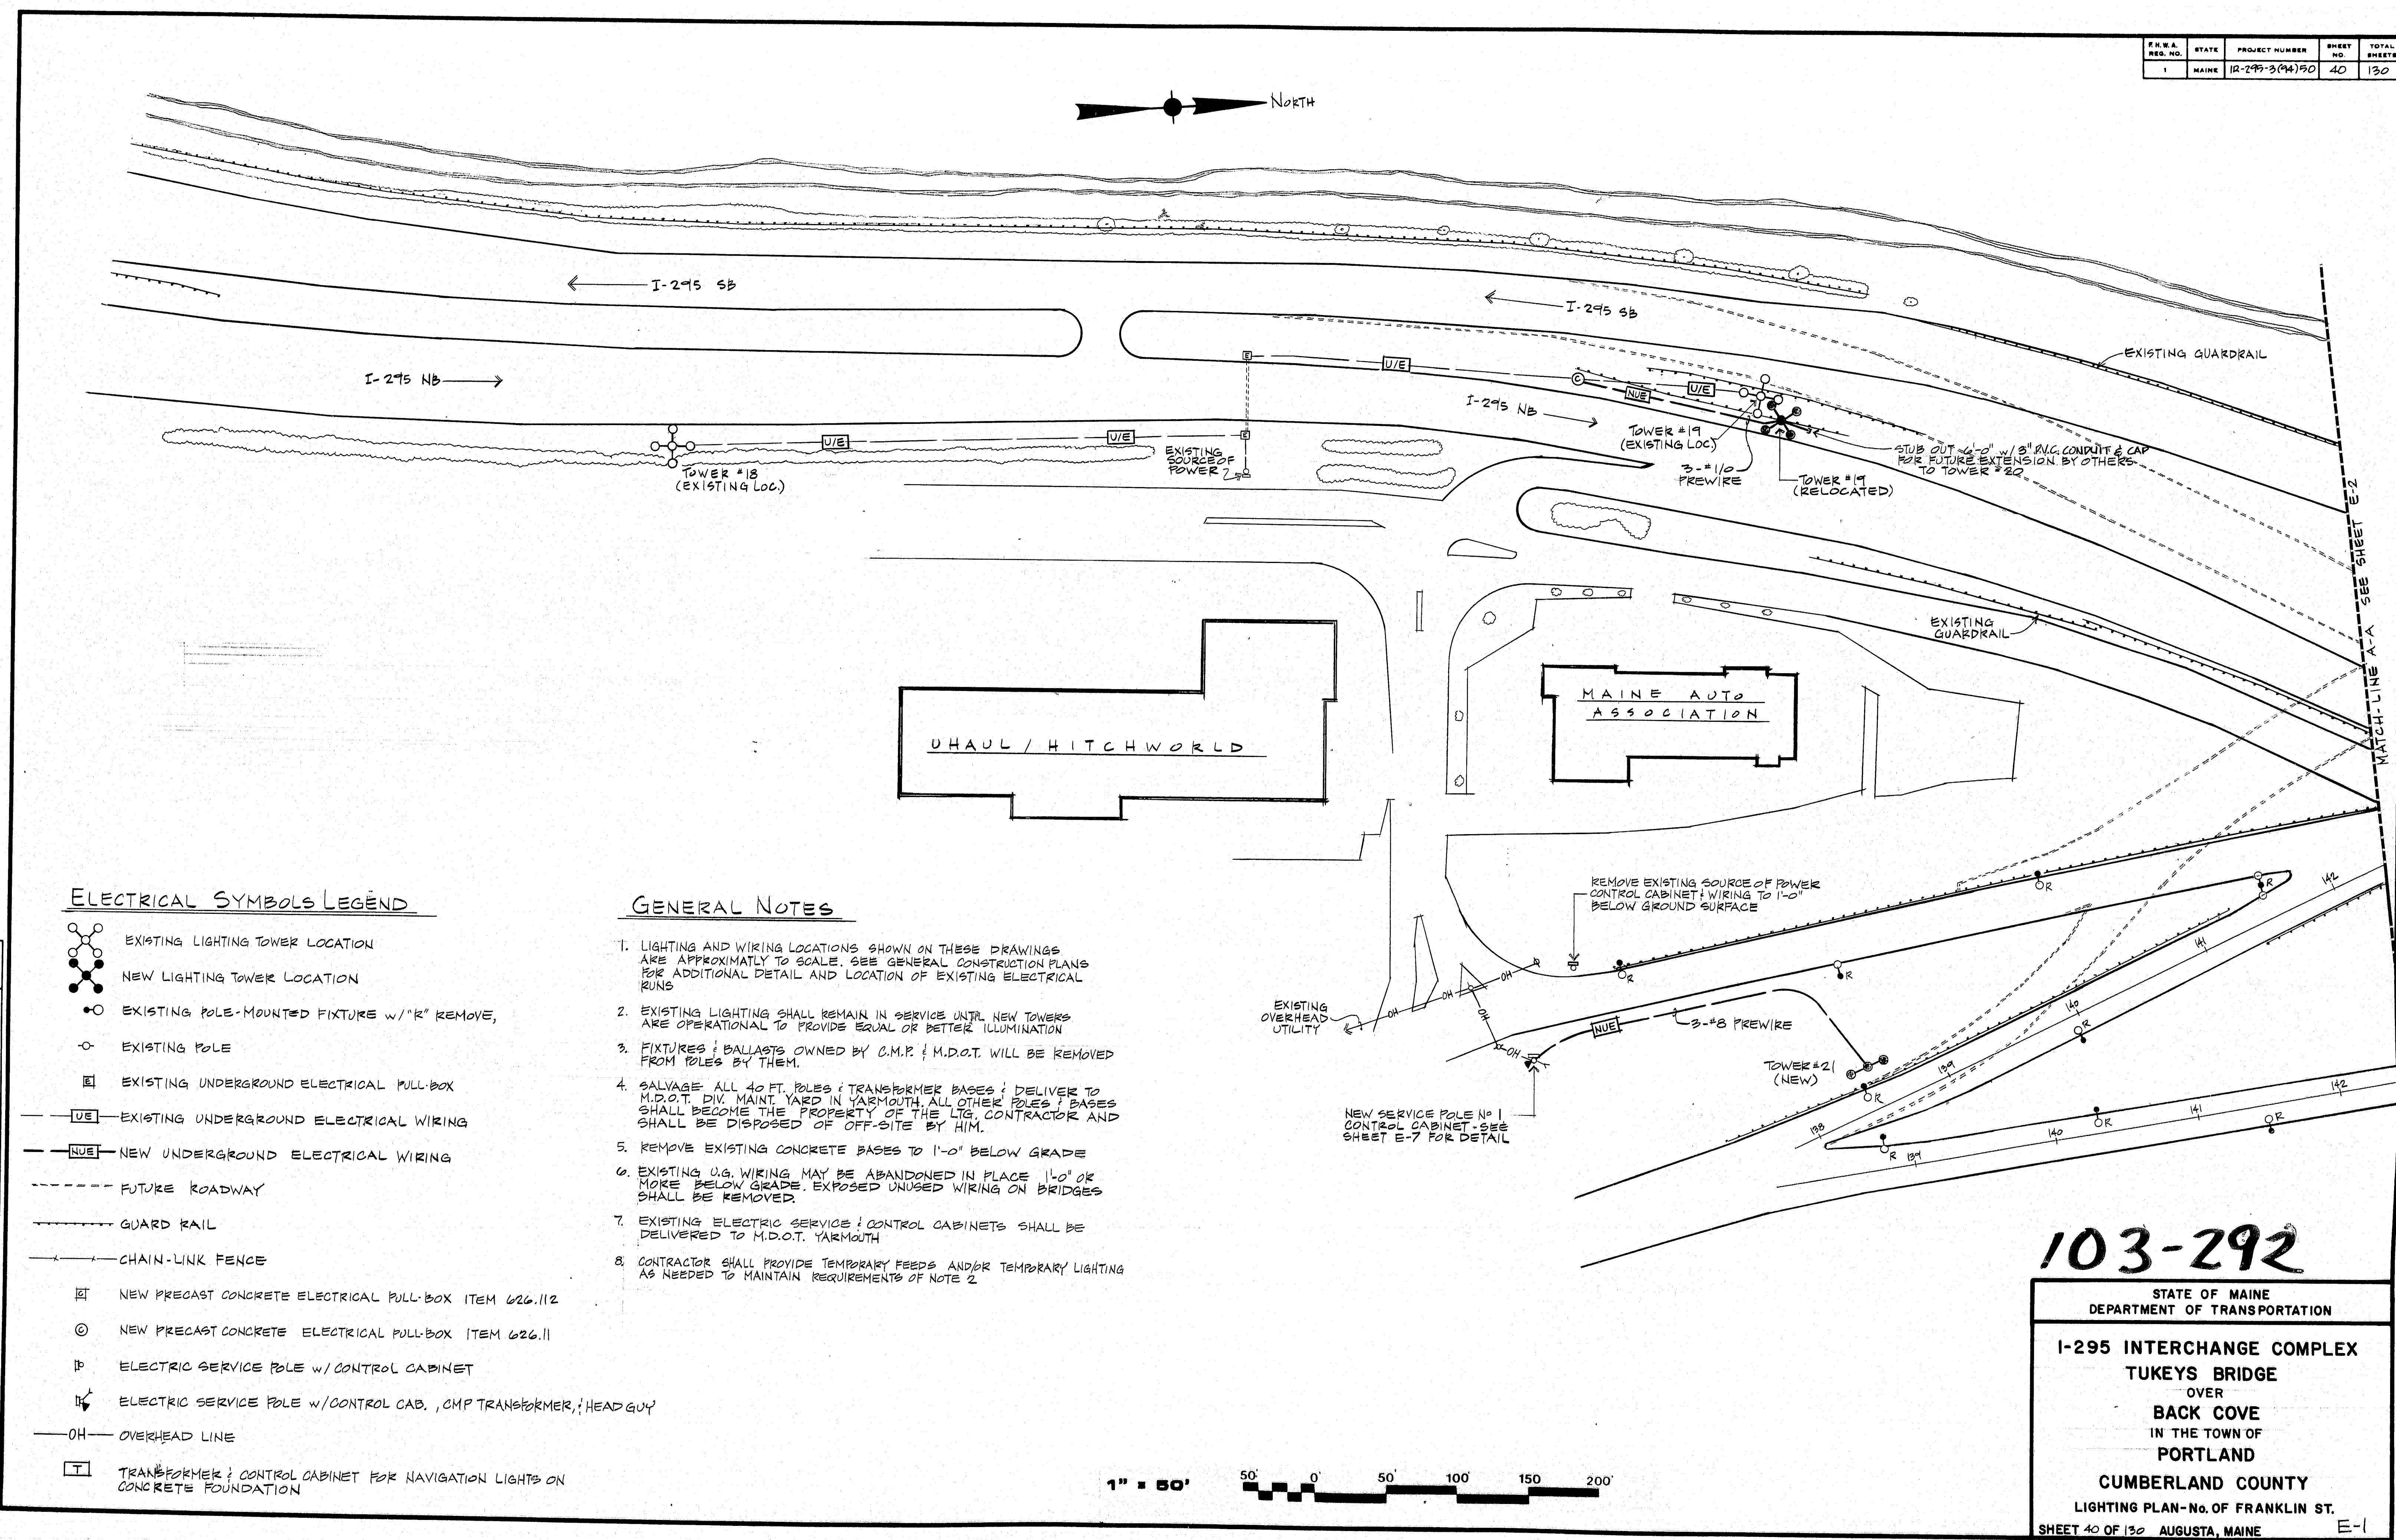 F.H.W.A. REG. NO.
STATE
PROJECT NUMBER
SHEET NO.
TOTAL SHEETS
1
MAINE
IR-295-3(94)50
40
130
NORTH
I-295 SB
I-295 SB
EXISTING GUARDRAIL
I-295 NB
U/E
U/E
NUE
I-295 NB
E
C
U/E
U/E
E
TOWER #18
(EXISTING LOC.)
EXISTING
SOURCE OF
POWER
TOWER #19
(EXISTING LOC.)
3-#1/0
PREWIRE
TOWER #19
(RELOCATED)
STUB OUT 6'-0" W/ 3" P.V.C. CONDUIT & CAP
FOR FUTURE EXTENSION BY OTHERS
TO TOWER #20
MATCH-LINE A-A SEE SHEET E-2
EXISTING
GUARDRAIL
UHAUL / HITCHWORLD
MAINE AUTO
ASSOCIATION
REMOVE EXISTING SOURCE OF POWER
CONTROL CABINET & WIRING TO 1'-0"
BELOW GROUND SURFACE
R
R
142
141
R
R
OH
OH
OH
OH
OH
EXISTING
OVERHEAD
UTILITY
NUE
3-#8 PREWIRE
140
R
TOWER #21
(NEW)
139
R
138
NEW SERVICE POLE Nº 1
CONTROL CABINET - SEE
SHEET E-7 FOR DETAIL
R
139
140
R
141
R
142
ELECTRICAL SYMBOLS LEGEND
EXISTING LIGHTING TOWER LOCATION
NEW LIGHTING TOWER LOCATION
EXISTING POLE-MOUNTED FIXTURE W/"R" REMOVE,
EXISTING POLE
E EXISTING UNDERGROUND ELECTRICAL PULL-BOX
UE EXISTING UNDERGROUND ELECTRICAL WIRING
NUE NEW UNDERGROUND ELECTRICAL WIRING
FUTURE ROADWAY
GUARD RAIL
CHAIN-LINK FENCE
C NEW PRECAST CONCRETE ELECTRICAL PULL-BOX ITEM 626.112
C NEW PRECAST CONCRETE ELECTRICAL PULL-BOX ITEM 626.11
ELECTRIC SERVICE POLE W/ CONTROL CABINET
ELECTRIC SERVICE POLE W/CONTROL CAB., CMP TRANSFORMER, & HEAD GUY
OH OVERHEAD LINE
T TRANSFORMER & CONTROL CABINET FOR NAVIGATION LIGHTS ON
CONCRETE FOUNDATION
GENERAL NOTES
1. LIGHTING AND WIRING LOCATIONS SHOWN ON THESE DRAWINGS
ARE APPROXIMATLY TO SCALE. SEE GENERAL CONSTRUCTION PLANS
FOR ADDITIONAL DETAIL AND LOCATION OF EXISTING ELECTRICAL
RUNS
2. EXISTING LIGHTING SHALL REMAIN IN SERVICE UNTIL NEW TOWERS
ARE OPERATIONAL TO PROVIDE EQUAL OR BETTER ILLUMINATION
3. FIXTURES & BALLASTS OWNED BY C.M.P. & M.D.O.T. WILL BE REMOVED
FROM POLES BY THEM.
4. SALVAGE ALL 40 FT. POLES & TRANSFORMER BASES & DELIVER TO
M.D.O.T. DIV. MAINT. YARD IN YARMOUTH. ALL OTHER POLES & BASES
SHALL BECOME THE PROPERTY OF THE LTG. CONTRACTOR AND
SHALL BE DISPOSED OF OFF-SITE BY HIM.
5. REMOVE EXISTING CONCRETE BASES TO 1'-0" BELOW GRADE
6. EXISTING U.G. WIRING MAY BE ABANDONED IN PLACE 1'-0" OR
MORE BELOW GRADE. EXPOSED UNUSED WIRING ON BRIDGES
SHALL BE REMOVED.
7. EXISTING ELECTRIC SERVICE & CONTROL CABINETS SHALL BE
DELIVERED TO M.D.O.T. YARMOUTH
8. CONTRACTOR SHALL PROVIDE TEMPORARY FEEDS AND/OR TEMPORARY LIGHTING
AS NEEDED TO MAINTAIN REQUIREMENTS OF NOTE 2
1" = 50'
50' 0' 50' 100' 150 200'
103-292
STATE OF MAINE
DEPARTMENT OF TRANSPORTATION
I-295 INTERCHANGE COMPLEX
TUKEYS BRIDGE
OVER
BACK COVE
IN THE TOWN OF
PORTLAND
CUMBERLAND COUNTY
LIGHTING PLAN-No. OF FRANKLIN ST.
SHEET 40 OF 130 AUGUSTA, MAINE E-1